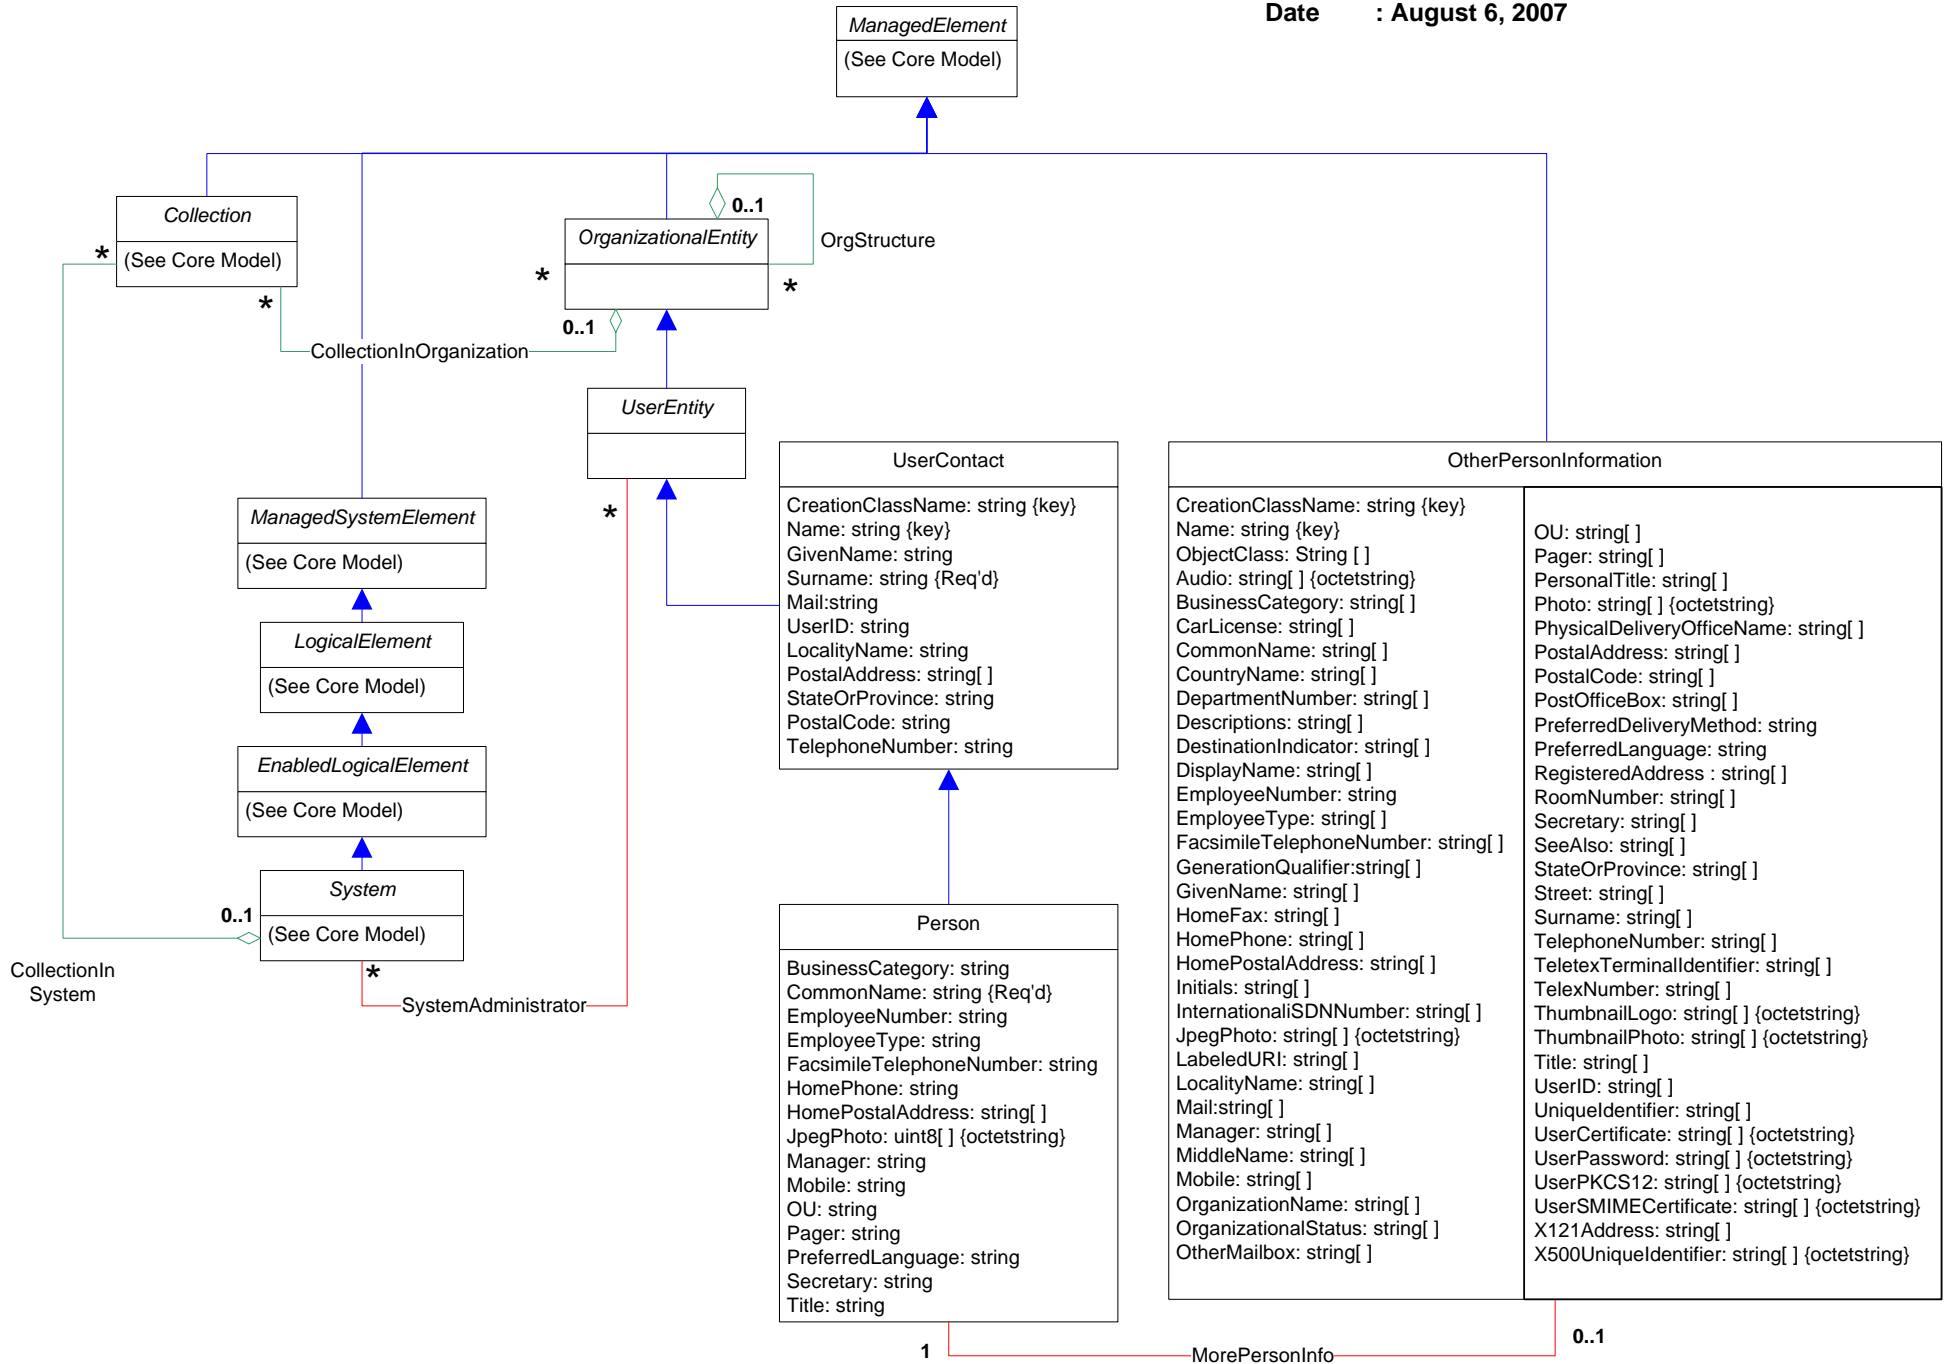 Date : August 6, 2007
ManagedElement
(See Core Model)
Collection
(See Core Model)
*
*
OrganizationalEntity
0..1
OrgStructure
*
*
0..1
CollectionInOrganization
UserEntity
*
ManagedSystemElement
(See Core Model)
LogicalElement
(See Core Model)
EnabledLogicalElement
(See Core Model)
System
(See Core Model)
0..1
*
CollectionIn
System
SystemAdministrator
UserContact
CreationClassName: string {key}
Name: string {key}
GivenName: string
Surname: string {Req'd}
Mail:string
UserID: string
LocalityName: string
PostalAddress: string[ ]
StateOrProvince: string
PostalCode: string
TelephoneNumber: string
Person
BusinessCategory: string
CommonName: string {Req'd}
EmployeeNumber: string
EmployeeType: string
FacsimileTelephoneNumber: string
HomePhone: string
HomePostalAddress: string[ ]
JpegPhoto: uint8[ ] {octetstring}
Manager: string
Mobile: string
OU: string
Pager: string
PreferredLanguage: string
Secretary: string
Title: string
OtherPersonInformation
CreationClassName: string {key}
Name: string {key}
ObjectClass: String [ ]
Audio: string[ ] {octetstring}
BusinessCategory: string[ ]
CarLicense: string[ ]
CommonName: string[ ]
CountryName: string[ ]
DepartmentNumber: string[ ]
Descriptions: string[ ]
DestinationIndicator: string[ ]
DisplayName: string[ ]
EmployeeNumber: string
EmployeeType: string[ ]
FacsimileTelephoneNumber: string[ ]
GenerationQualifier:string[ ]
GivenName: string[ ]
HomeFax: string[ ]
HomePhone: string[ ]
HomePostalAddress: string[ ]
Initials: string[ ]
InternationaliSDNNumber: string[ ]
JpegPhoto: string[ ] {octetstring}
LabeledURI: string[ ]
LocalityName: string[ ]
Mail:string[ ]
Manager: string[ ]
MiddleName: string[ ]
Mobile: string[ ]
OrganizationName: string[ ]
OrganizationalStatus: string[ ]
OtherMailbox: string[ ]
OU: string[ ]
Pager: string[ ]
PersonalTitle: string[ ]
Photo: string[ ] {octetstring}
PhysicalDeliveryOfficeName: string[ ]
PostalAddress: string[ ]
PostalCode: string[ ]
PostOfficeBox: string[ ]
PreferredDeliveryMethod: string
PreferredLanguage: string
RegisteredAddress : string[ ]
RoomNumber: string[ ]
Secretary: string[ ]
SeeAlso: string[ ]
StateOrProvince: string[ ]
Street: string[ ]
Surname: string[ ]
TelephoneNumber: string[ ]
TeletexTerminalIdentifier: string[ ]
TelexNumber: string[ ]
ThumbnailLogo: string[ ] {octetstring}
ThumbnailPhoto: string[ ] {octetstring}
Title: string[ ]
UserID: string[ ]
UniqueIdentifier: string[ ]
UserCertificate: string[ ] {octetstring}
UserPassword: string[ ] {octetstring}
UserPKCS12: string[ ] {octetstring}
UserSMIMECertificate: string[ ] {octetstring}
X121Address: string[ ]
X500UniqueIdentifier: string[ ] {octetstring}
1
MorePersonInfo
0..1